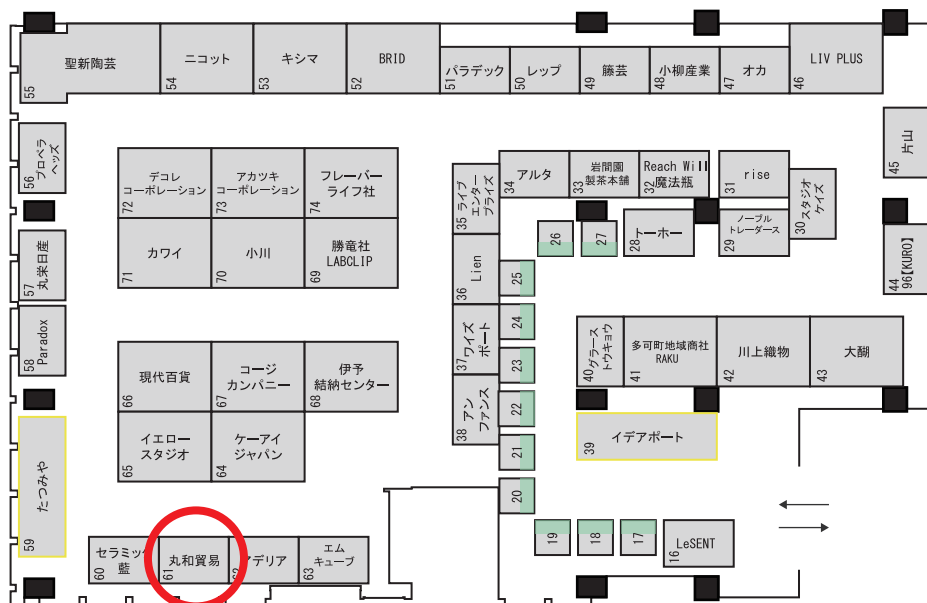 聖新陶芸
55
ニコット
54
キシマ
53
BRID
52
パラデック
51
レップ
50
籐芸
49
小柳産業
48
オカ
47
LIV PLUS
46
プロペラ
ヘッズ
56
丸栄日産
57
Paradox
58
たつみや
59
デコレ
コーポレーション
72
アカツキ
コーポレーション
73
フレーバー
ライフ社
74
カワイ
71
小川
70
勝竜社
LABCLIP
69
現代百貨
66
コージ
カンパニー
67
伊予
結納センター
68
イエロー
スタジオ
65
ケーアイ
ジャパン
64
セラミック
藍
60
丸和貿易
61
アデリア
62
エム
キューブ
63
ライブ
エンター
プライズ
35
アルタ
34
岩間園
製茶本舗
33
Reach Will
魔法瓶
32
rise
31
スタジオ
ケイズ
30
片山
45
26
27
28
ノーブル
トレーダース
29
96【KURO】
44
Lien
36
25
ワイズ
ポート
37
24
23
アン
ファンス
38
22
21
20
グラース
トウキョウ
40
多可町地域商社
RAKU
41
川上織物
42
大醐
43
イデアポート
39
19
18
17
LeSENT
16